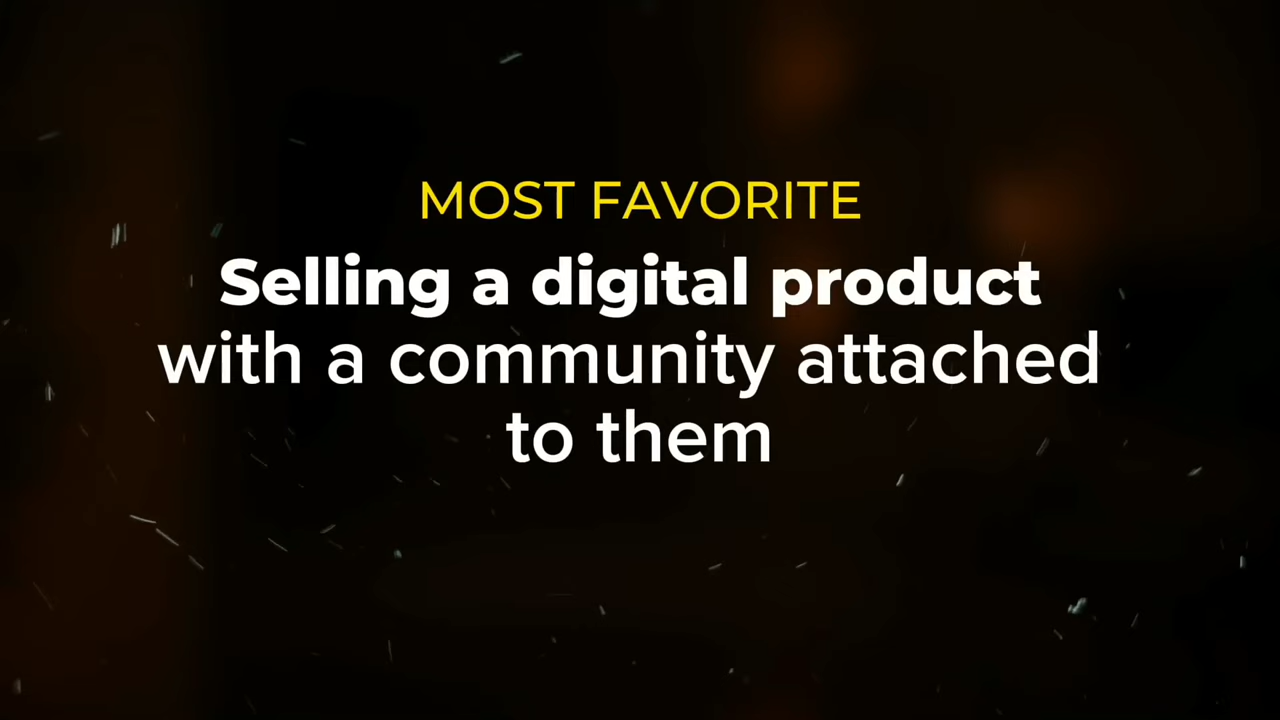 MOST FAVORITE
Selling a digital product
with a community attached
to them